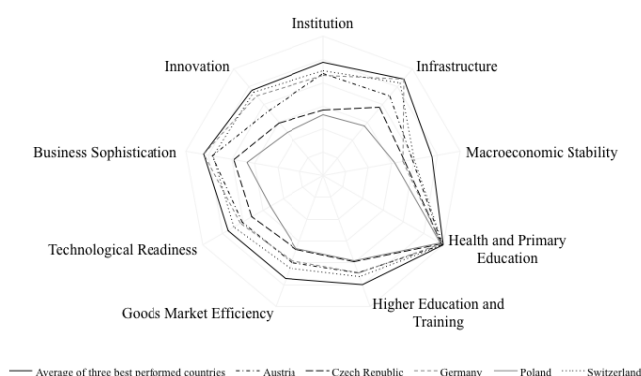 Institution
Innovation
Infrastructure
Business Sophistication
Macroeconomic Stability
Technological Readiness
Health and Primary
Education
Goods Market Efficiency
Higher Education and
Training
Average of three best performed countries Austria Czech Republic Germany Poland Switzerland